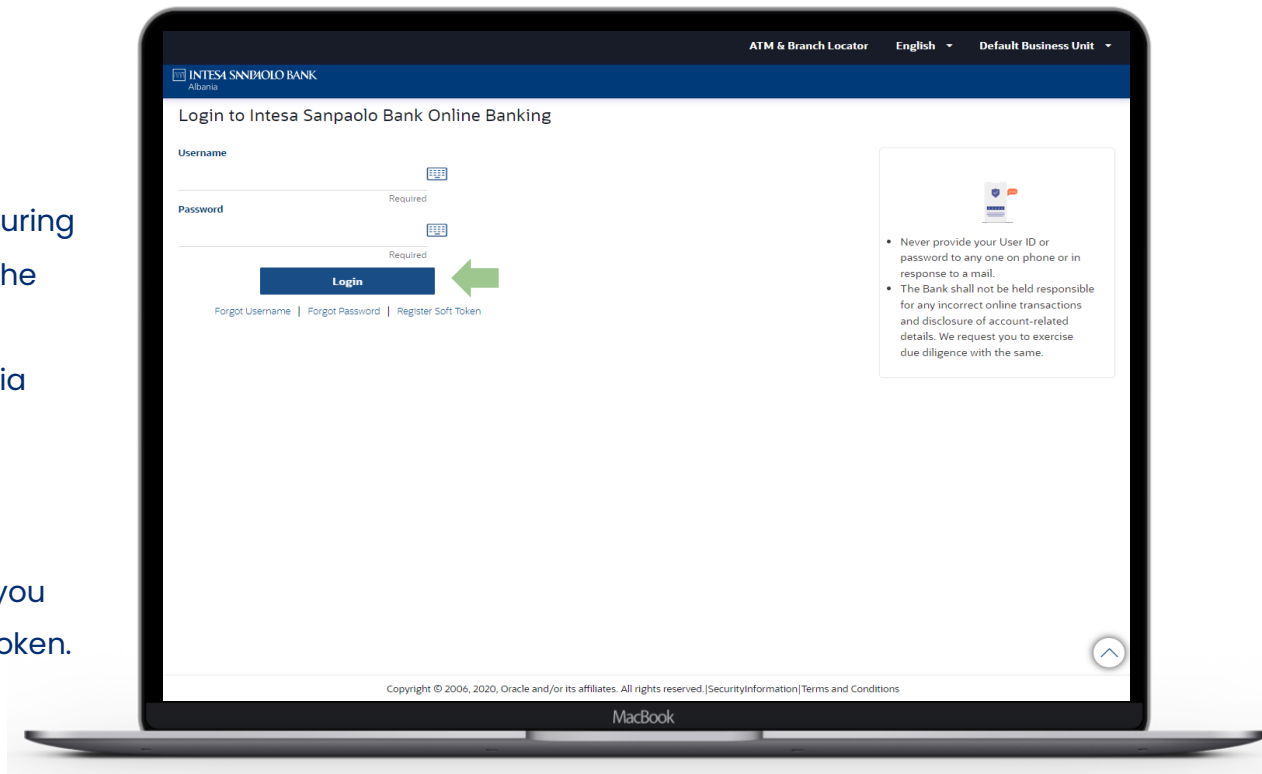 uring
he
ia
you
oken.
ATM & Branch Locator English Default Business Unit
INTESA SANPAOLO BANK
Albania
Login to Intesa Sanpaolo Bank Online Banking
Username
Required
Password
Required
Login
Forgot Username | Forgot Password | Register Soft Token
Never provide your User ID or
password to any one on phone or in
response to a mail.
The Bank shall not be held responsible
for any incorrect online transactions
and disclosure of account-related
details. We request you to exercise
due diligence with the same.
Copyright © 2006, 2020, Oracle and/or its affiliates. All rights reserved.|SecurityInformation|Terms and Conditions
MacBook